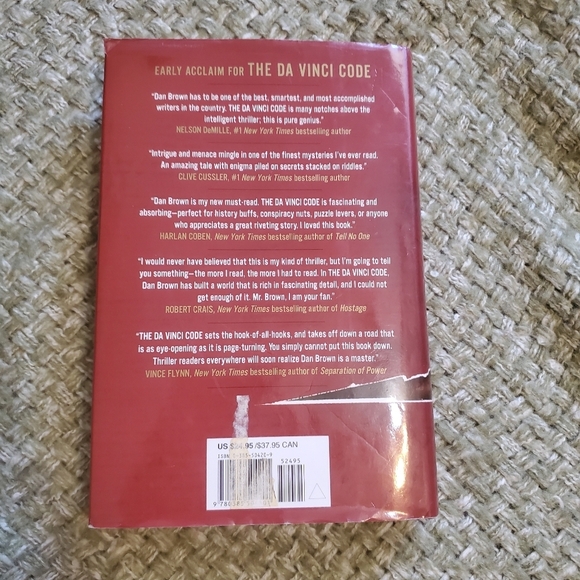 EARLY ACCLAIM FOR THE DA VINCI CODE
"Dan Brown has to be one of the best, smartest, and most accomplished
writers in the country. THE DA VINCI CODE is many notches above the
intelligent thriller; this is pure genius."
NELSON DeMILLE, #1 New York Times bestselling author
"Intrigue and menace mingle in one of the finest mysteries I've ever read.
An amazing tale with enigma piled on secrets stacked on riddles."
CLIVE CUSSLER, #1 New York Times bestselling author
"Dan Brown is my new must-read. THE DA VINCI CODE is fascinating and
absorbing—perfect for history buffs, conspiracy nuts, puzzle lovers, or anyone
who appreciates a great riveting story. I loved this book."
HARLAN COBEN, New York Times bestselling author of Tell No One
"I would never have believed that this is my kind of thriller, but I'm going to tell
you something—the more I read, the more I had to read. In THE DA VINCI CODE,
Dan Brown has built a world that is rich in fascinating detail, and I could not
get enough of it. Mr. Brown, I am your fan."
ROBERT CRAIS, New York Times bestselling author of Hostage
"THE DA VINCI CODE sets the hook-of-all-hooks, and takes off down a road that
is as eye-opening as it is page-turning. You simply cannot put this book down.
Thriller readers everywhere will soon realize Dan Brown is a master."
VINCE FLYNN, New York Times bestselling author of Separation of Power
US /$37.95 CAN
ISBN
52495